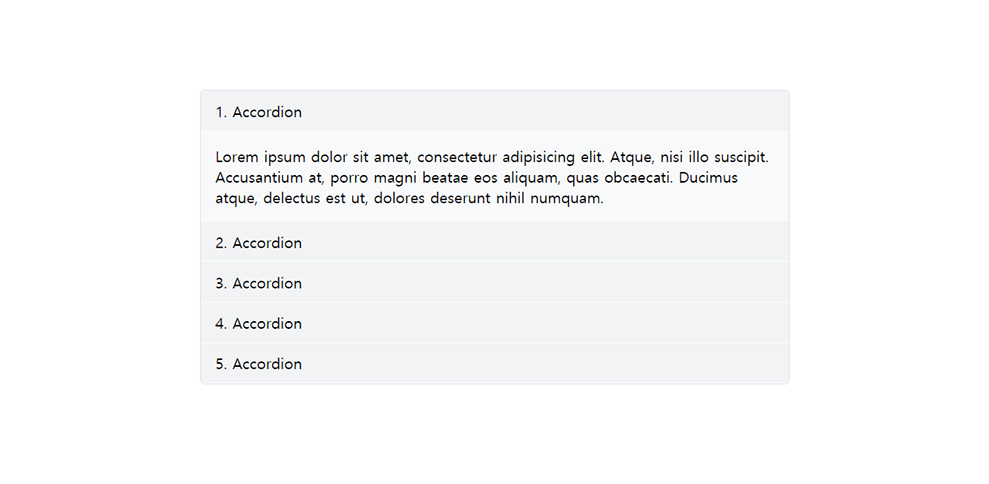 1. Accordion
Lorem ipsum dolor sit amet, consectetur adipisicing elit. Atque, nisi illo suscipit.
Accusantium at, porro magni beatae eos aliquam, quas obcaecati. Ducimus
atque, delectus est ut, dolores deserunt nihil numquam.
2. Accordion
3. Accordion
4. Accordion
5. Accordion